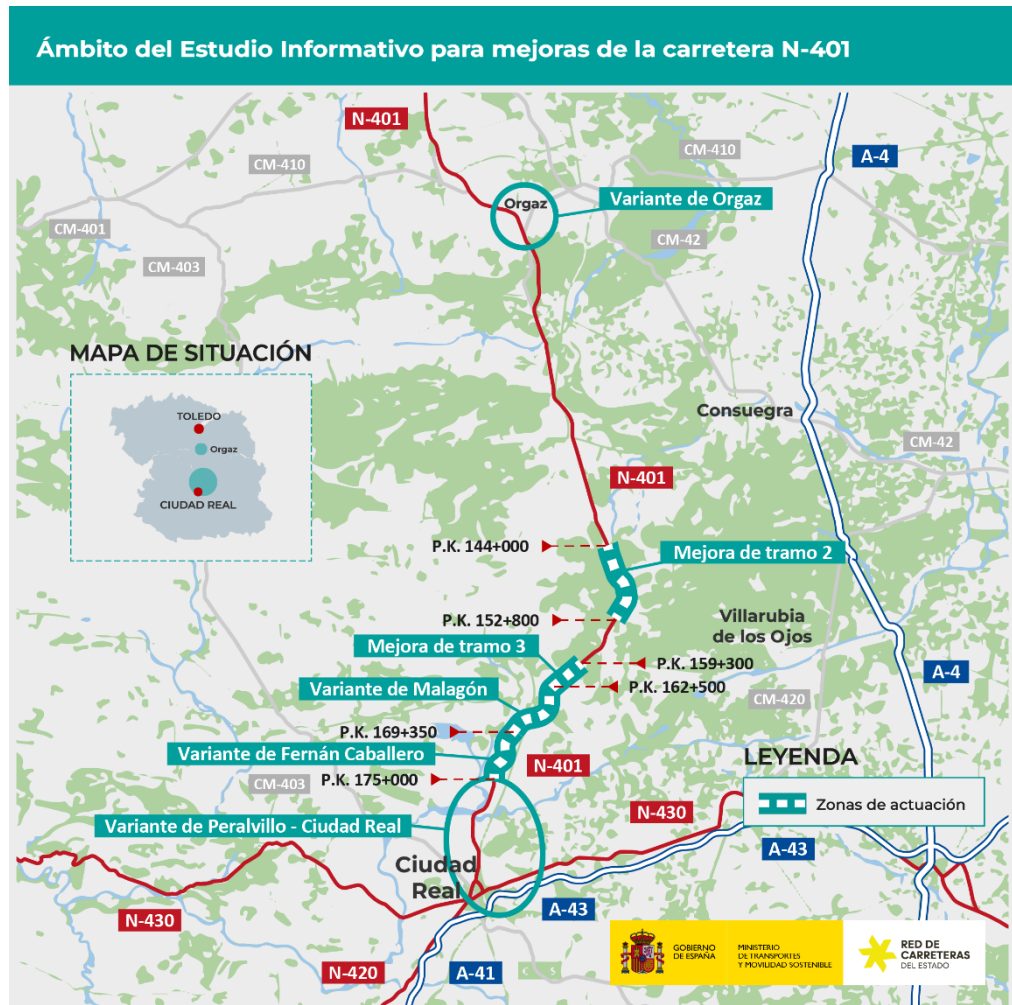 Ámbito del Estudio Informativo para mejoras de la carretera N-401
N-401
CM-410
CM-410
A-4
Orgaz
Variante de Orgaz
CM-401
CM-42
CM-403
MAPA DE SITUACIÓN
TOLEDO
Orgaz
CIUDAD REAL
Consuegra
CM-42
N-401
P.K. 144+000
Mejora de tramo 2
P.K. 152+800
Villarubia
de los Ojos
Mejora de tramo 3
P.K. 159+300
Variante de Malagón
P.K. 162+500
A-4
CM-420
P.K. 169+350
Variante de Fernán Caballero
N-401
LEYENDA
P.K. 175+000
CM-403
Zonas de actuación
Variante de Peralvillo - Ciudad Real
N-430
A-43
Ciudad
Real
N-430
A-43
N-420
A-41
GOBIERNO
DE ESPAÑA
MINISTERIO
DE TRANSPORTES
Y MOVILIDAD SOSTENIBLE
RED DE
CARRETERAS
DEL ESTADO